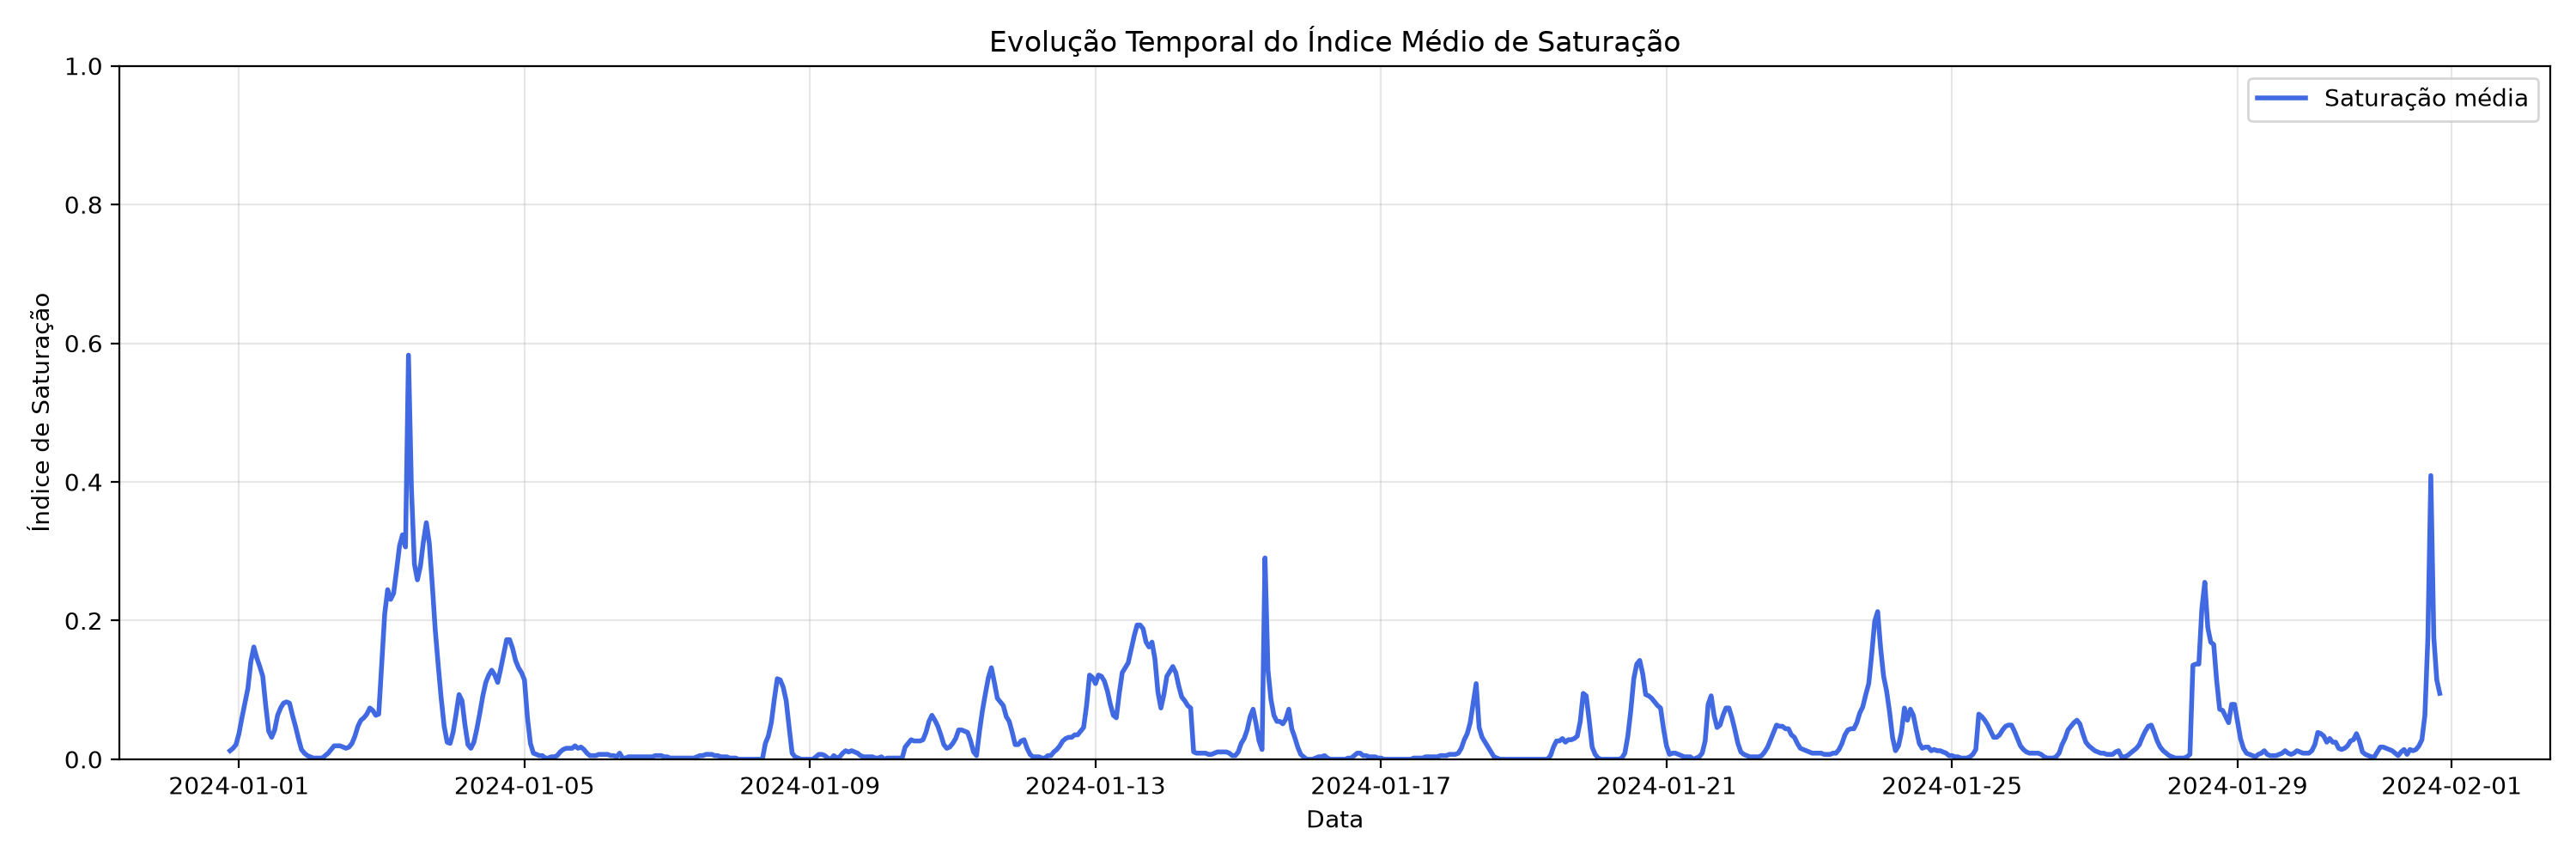 Evolução Temporal do Índice Médio de Saturação
Saturação média
Índice de Saturação
1.0
0.8
0.6
0.4
0.2
0.0
2024-01-01 2024-01-05 2024-01-09 2024-01-13 2024-01-17 2024-01-21 2024-01-25 2024-01-29 2024-02-01
Data